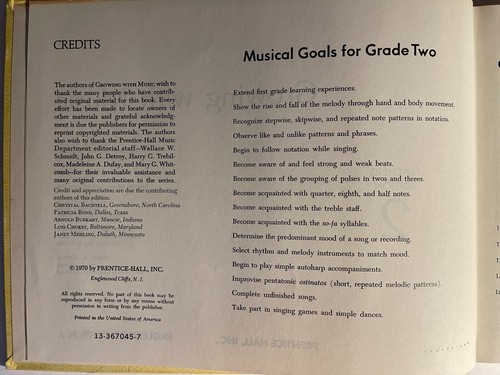 CREDITS
The authors of GROWING WITH MUSIC wish to
thank the many people who have contrib-
uted original material for this book. Every
effort has been made to locate owners of
other materials and grateful acknowledg-
ment is due the publishers for permission to
reprint copyrighted materials. The authors
also wish to thank the Prentice-Hall Music
Department editorial staff—Wallace W.
Schmidt, John G. Detroy, Harry G. Trebil-
cox, Madeleine A. Dufay, and Mary G. Whit-
comb—for their invaluable assistance and
many original contributions to the series.
Credit and appreciation are due the contributing
authors of this edition:
CHRYSTAL BACHTELL, Greensboro, North Carolina
PATRICIA BOND, Dallas, Texas
ARNOLD BURKART, Muncie, Indiana
LOIS CHOKSY, Baltimore, Maryland
JANET MEHLING, Duluth, Minnesota
© 1970 by PRENTICE-HALL, INC.
Englewood Cliffs, N. J.
All rights reserved. No part of this book may be
reproduced in any form or by any means without
permission in writing from the publisher.
Printed in the United States of America
13-367045-7
Musical Goals for Grade Two
Extend first grade learning experiences.
Show the rise and fall of the melody through hand and body movement.
Recognize stepwise, skipwise, and repeated note patterns in notation.
Observe like and unlike patterns and phrases.
Begin to follow notation while singing.
Become aware of and feel strong and weak beats.
Become aware of the grouping of pulses in twos and threes.
Become acquainted with quarter, eighth, and half notes.
Become acquainted with the treble staff.
Become acquainted with the so-fa syllables.
Determine the predominant mood of a song or recording.
Select rhythm and melody instruments to match mood.
Begin to play simple autoharp accompaniments.
Improvise pentatonic ostinatos (short, repeated melodic patterns).
Complete unfinished songs.
Take part in singing games and simple dances.